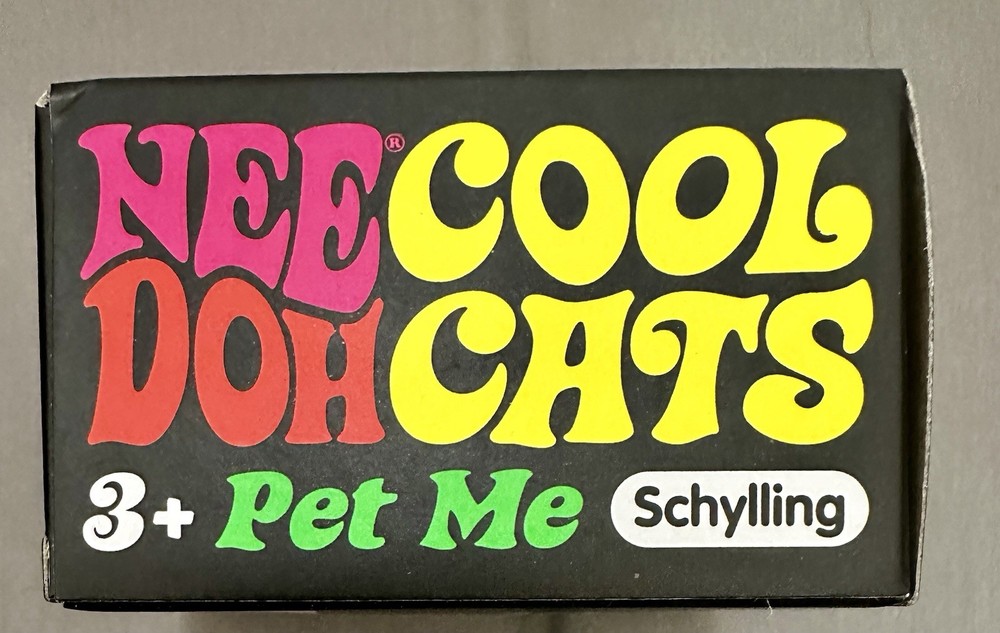 NEE® COOL
DOH CATS
3+ Pet Me Schylling